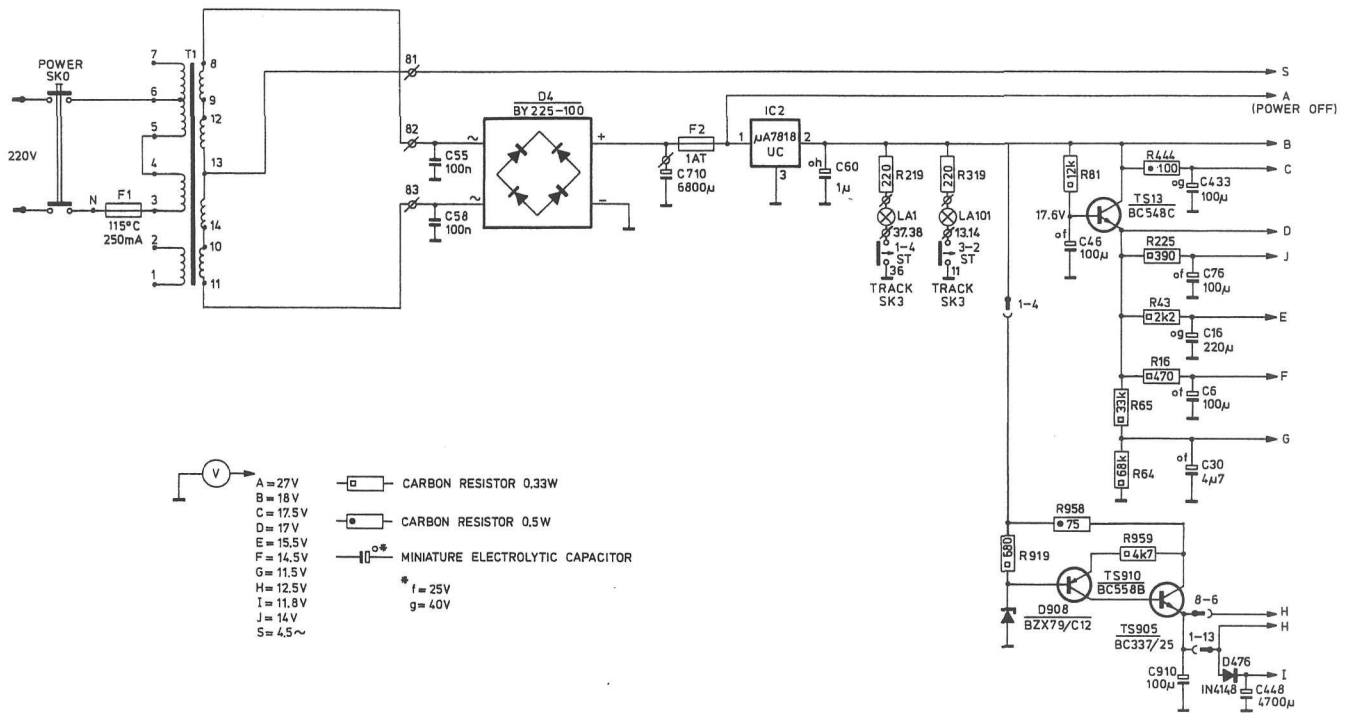 POWER
SK0
220V
N
F1
115°C
250mA
T1
7
6
5
4
3
2
1
8
9
12
13
14
10
11
81
82
83
C55
100n
C58
100n
~
~
D4
BY225-100
+
-
F2
1AT
C710
6800µ
IC2
1
µA7818
UC
2
3
oh
C60
1µ
220
R219
LA1
37.38
1-4
ST
36
TRACK
SK3
220
R319
LA101
13.14
3-2
ST
11
TRACK
SK3
1-4
12k
R81
17.6V
of
C46
100µ
TS13
BC548C
R444
100
og
C433
100µ
R225
390
of
C76
100µ
R43
2k2
og
C16
220µ
R16
470
of
C6
100µ
33k
R65
68k
R64
of
C30
4µ7
S
A
(POWER OFF)
B
C
D
J
E
F
G
R958
75
R959
4k7
680
R919
TS910
BC558B
D908
BZX79/C12
TS905
BC337/25
8-6
H
H
1-13
D476
IN4148
I
C910
100µ
C448
4700µ
V
A = 27V
B = 18V
C = 17.5V
D = 17V
E = 15.5V
F = 14.5V
G = 11.5V
H = 12.5V
I = 11.8V
J = 14V
S = 4.5~
CARBON RESISTOR 0,33W
CARBON RESISTOR 0.5W
o*
MINIATURE ELECTROLYTIC CAPACITOR
* f = 25V
g = 40V